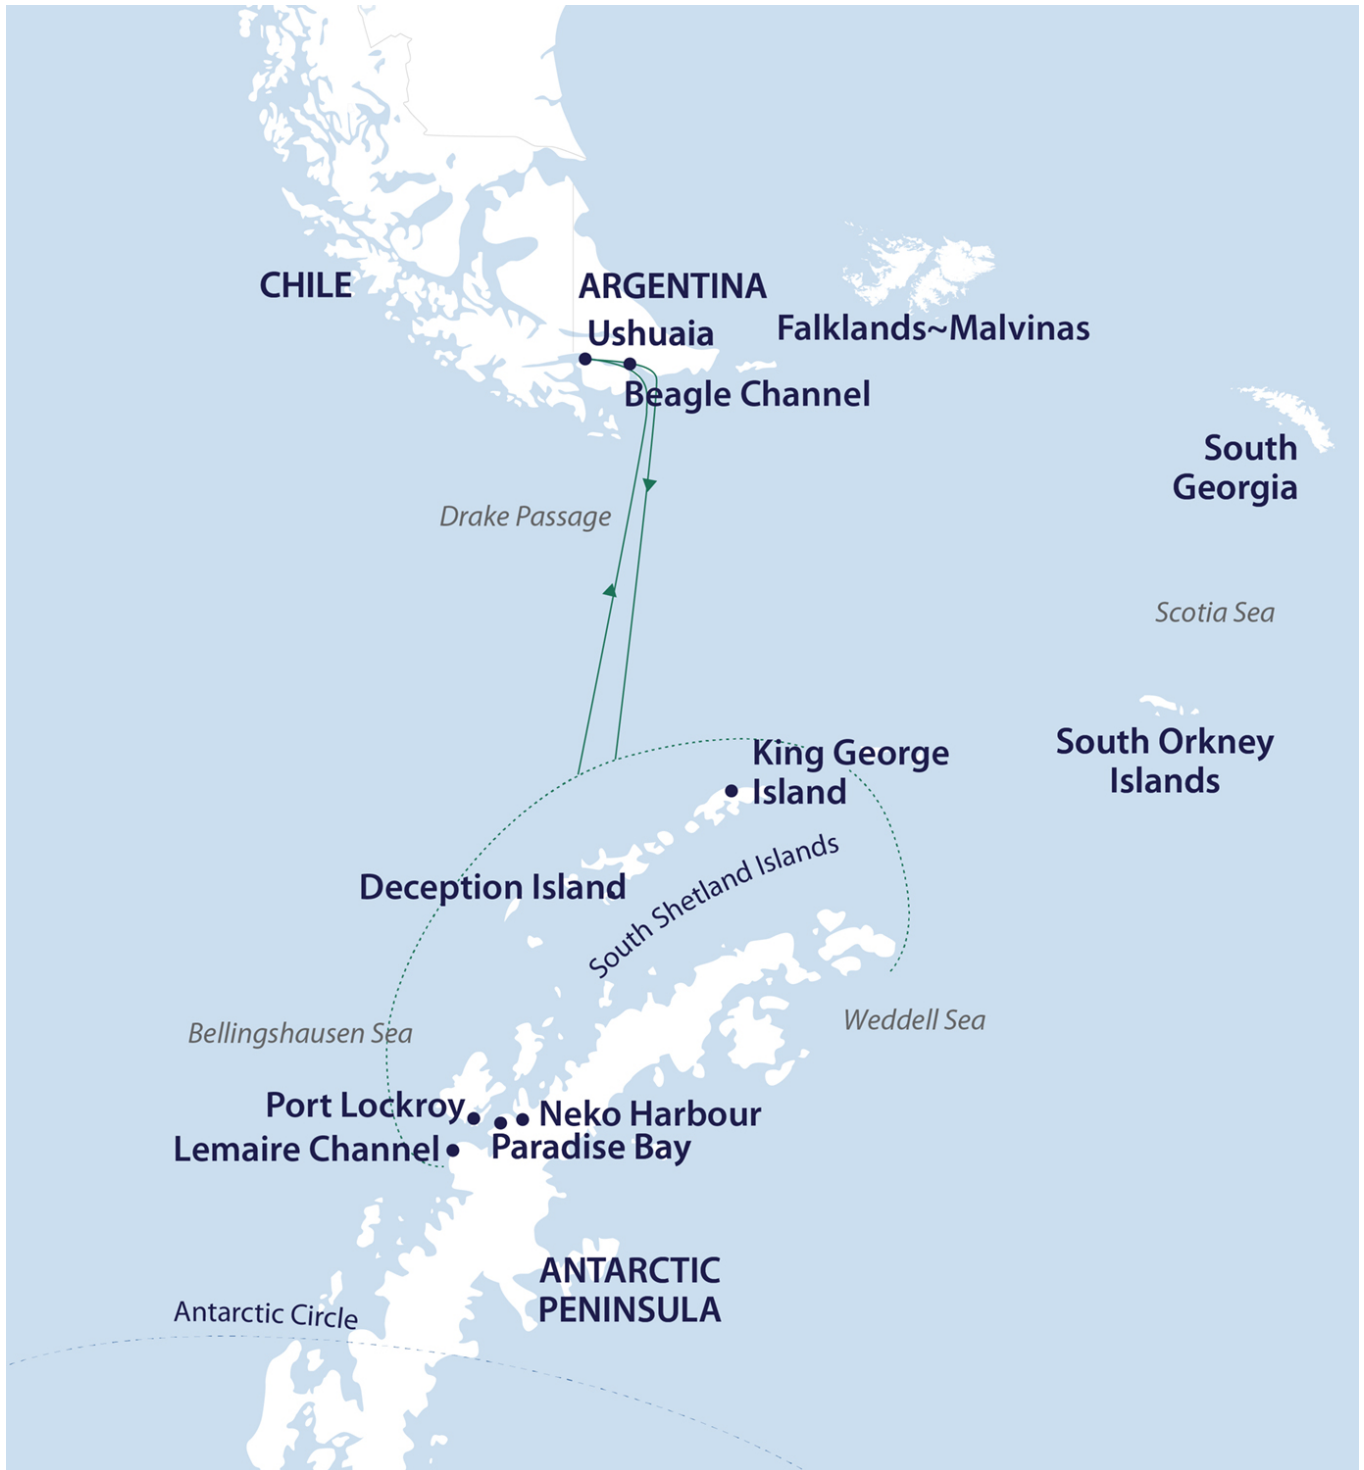 CHILE
ARGENTINA
Ushuaia
Falklands~Malvinas
Beagle Channel
South
Georgia
Drake Passage
Scotia Sea
South Orkney
Islands
King George
Island
Deception Island
South Shetland Islands
Bellingshausen Sea
Weddell Sea
Port Lockroy
Neko Harbour
Lemaire Channel
Paradise Bay
ANTARCTIC
PENINSULA
Antarctic Circle